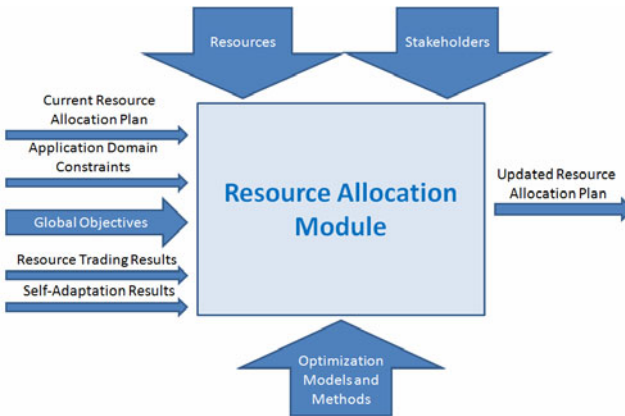 Resources
Stakeholders
Current Resource
Allocation Plan
Application Domain
Constraints
Global Objectives
Resource Trading Results
Self-Adaptation Results
Resource Allocation
Module
Updated Resource
Allocation Plan
Optimization
Models and
Methods